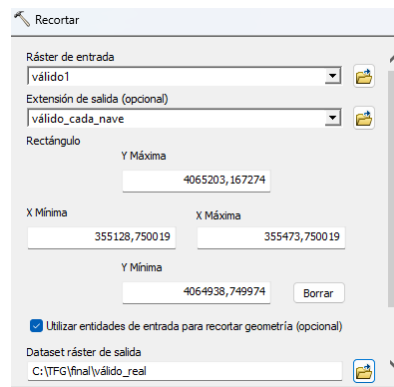 Recortar
Ráster de entrada
válido1
Extensión de salida (opcional)
válido_cada_nave
Rectángulo
Y Máxima
4065203,167274
X Mínima X Máxima
355128,750019 355473,750019
Y Mínima
4064938,749974 Borrar
Utilizar entidades de entrada para recortar geometría (opcional)
Dataset ráster de salida
C:\TFG\final\válido_real